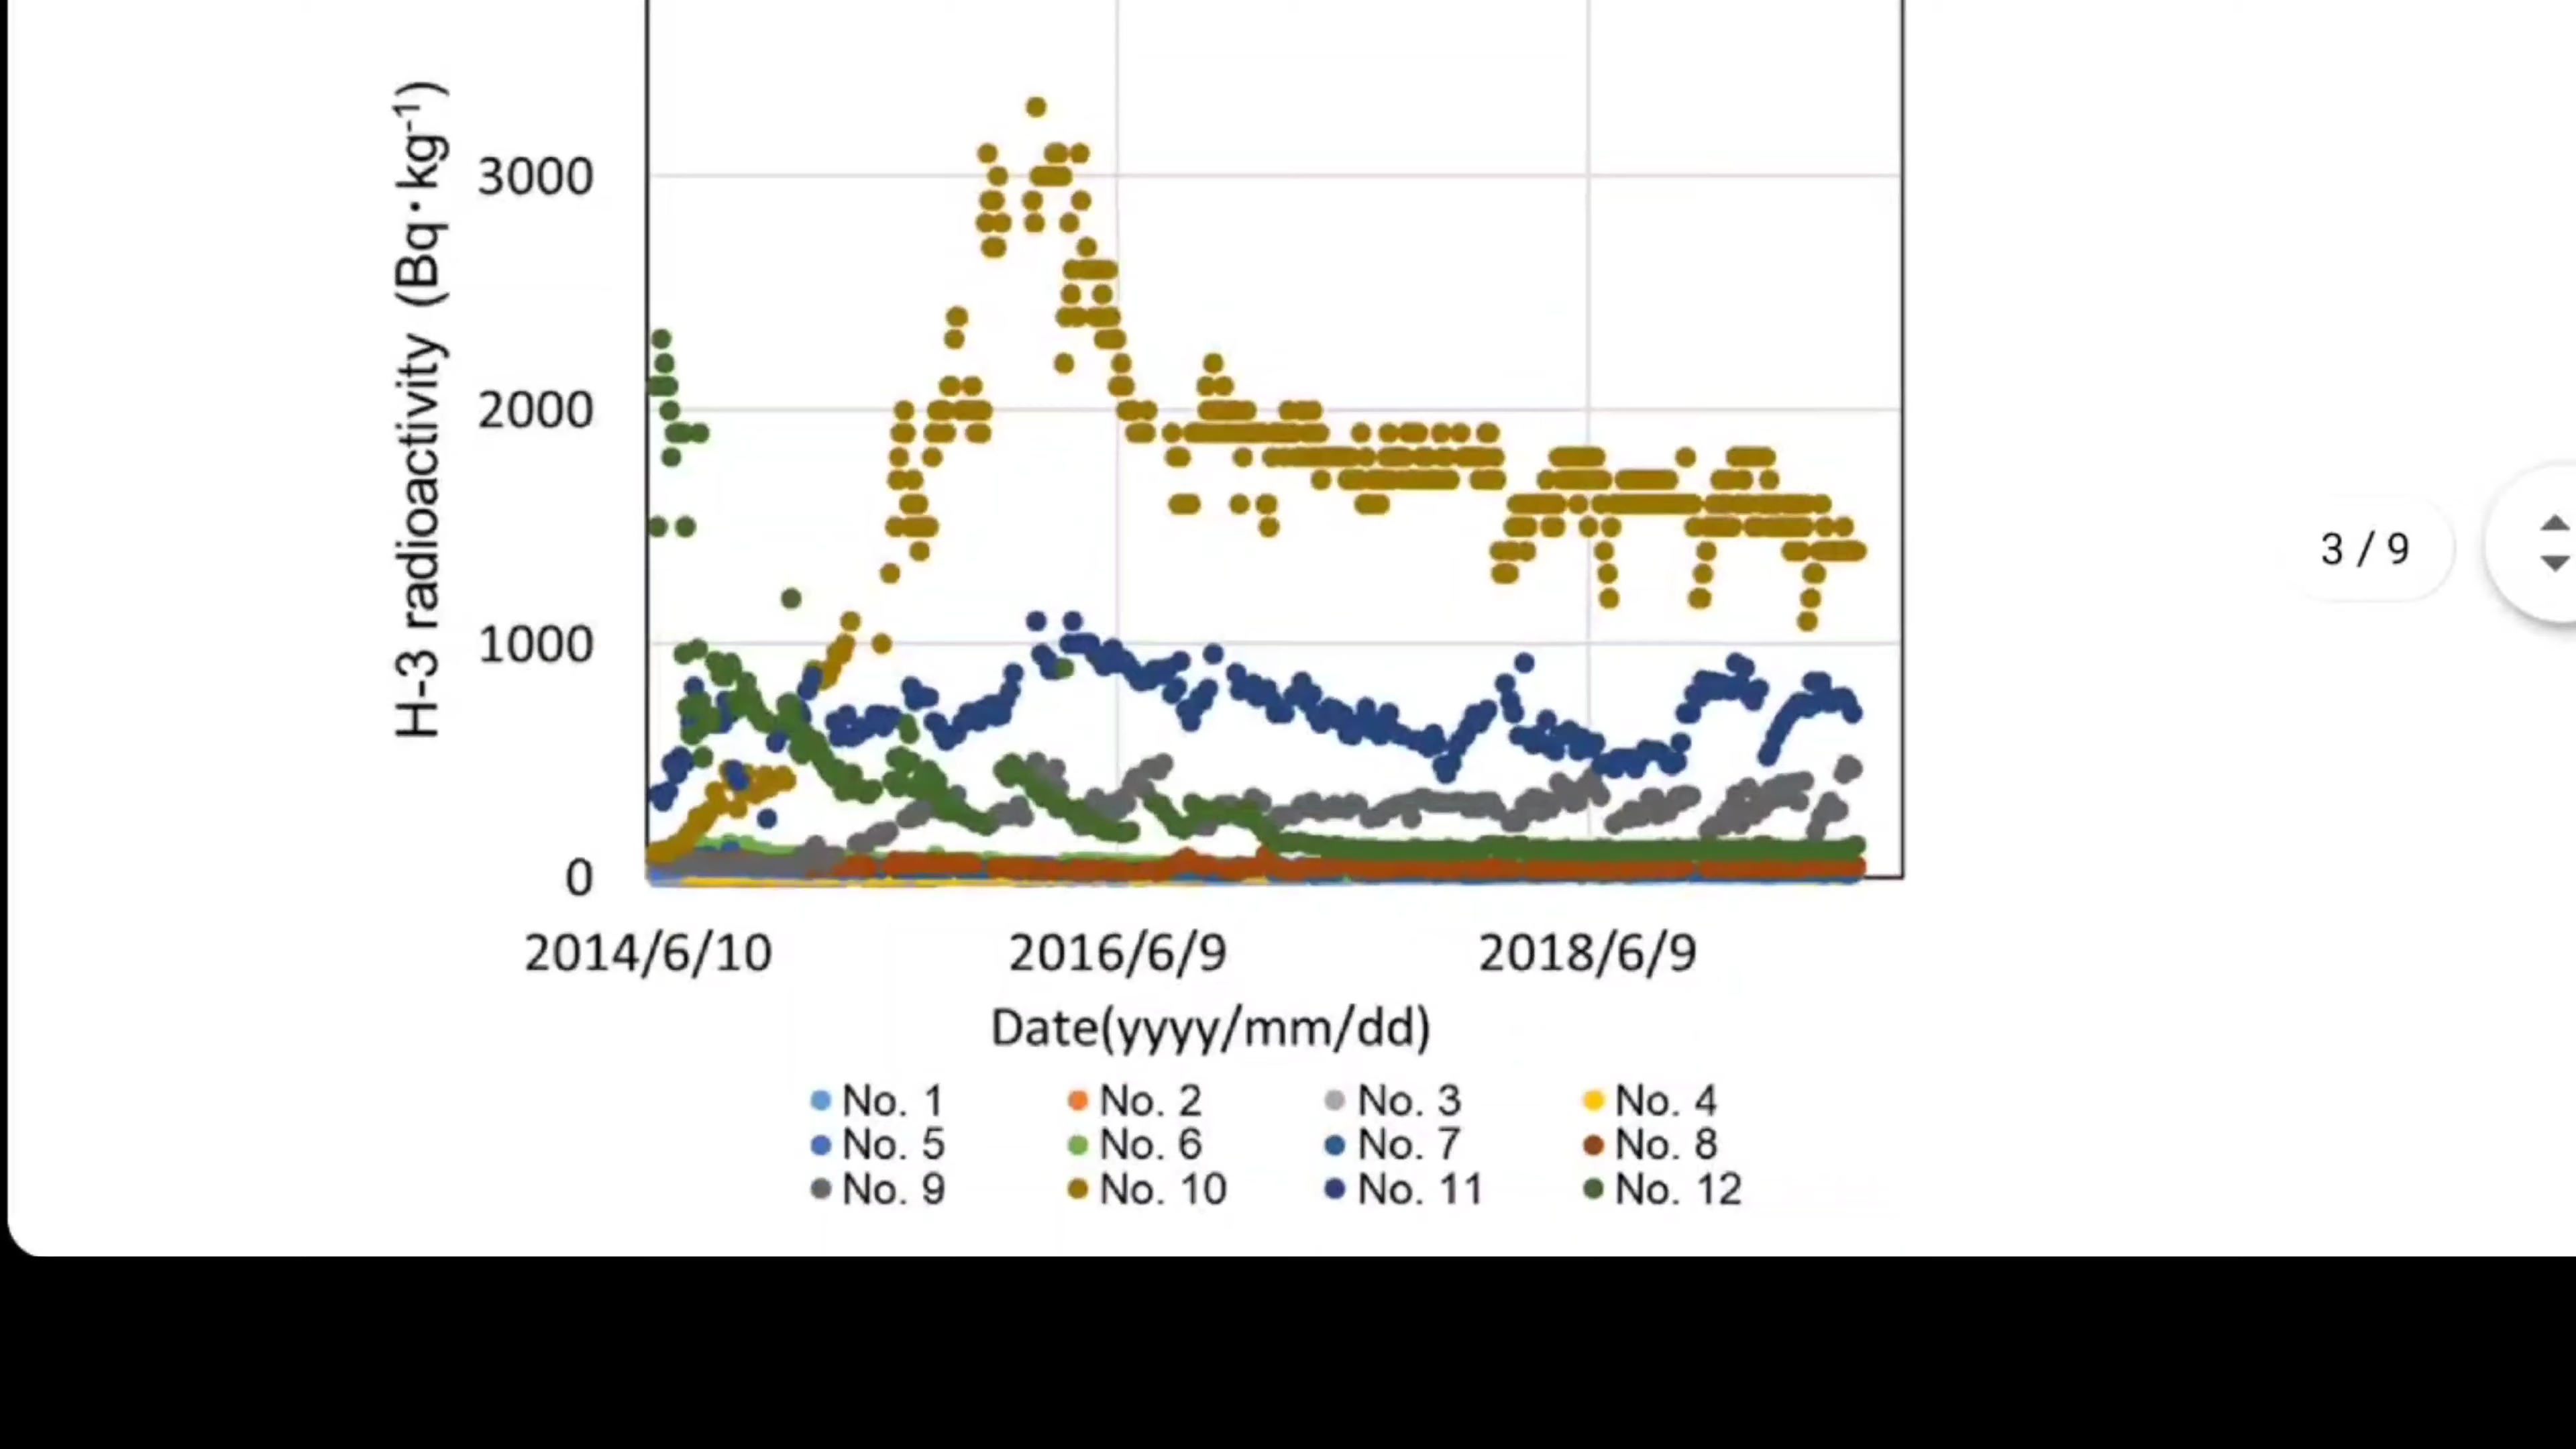 H-3 radioactivity (Bq·kg⁻¹)
3000
2000
1000
0
2014/6/10 2016/6/9 2018/6/9
Date(yyyy/mm/dd)
No. 1 No. 2 No. 3 No. 4
No. 5 No. 6 No. 7 No. 8
No. 9 No. 10 No. 11 No. 12
3 / 9